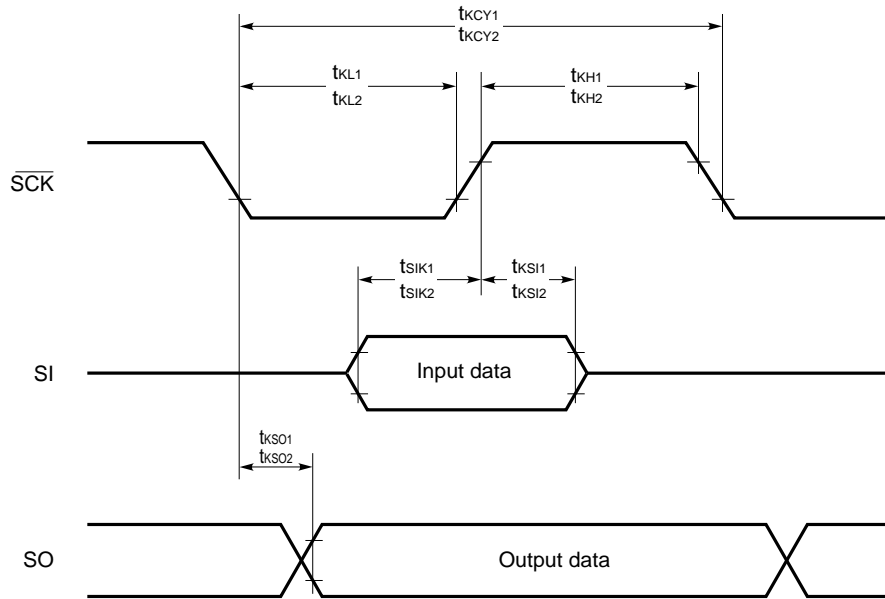 tKCY1
tKCY2
tKL1
tKL2
tKH1
tKH2
SCK
tSIK1
tSIK2
tKSI1
tKSI2
SI
Input data
tKSO1
tKSO2
SO
Output data